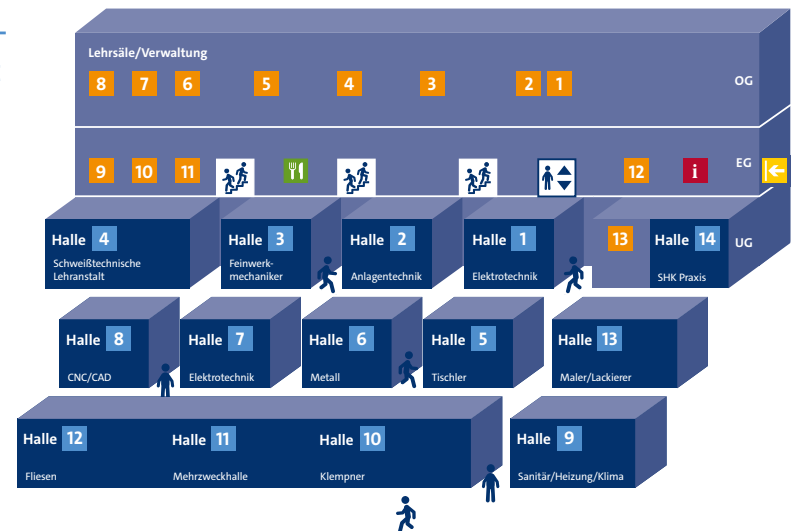 Lehrsäle/Verwaltung
8 7 6 5 4 3 2 1 OG
9 10 11 12 i EG
Halle 4 Halle 3 Halle 2 Halle 1 13 Halle 14 UG
Schweißtechnische
Lehranstalt
Feinwerk-
mechaniker
Anlagentechnik
Elektrotechnik
SHK Praxis
Halle 8 Halle 7 Halle 6 Halle 5 Halle 13
CNC/CAD Elektrotechnik Metall Tischler Maler/Lackierer
Halle 12 Halle 11 Halle 10 Halle 9
Fliesen Mehrzweckhalle Klempner Sanitär/Heizung/Klima